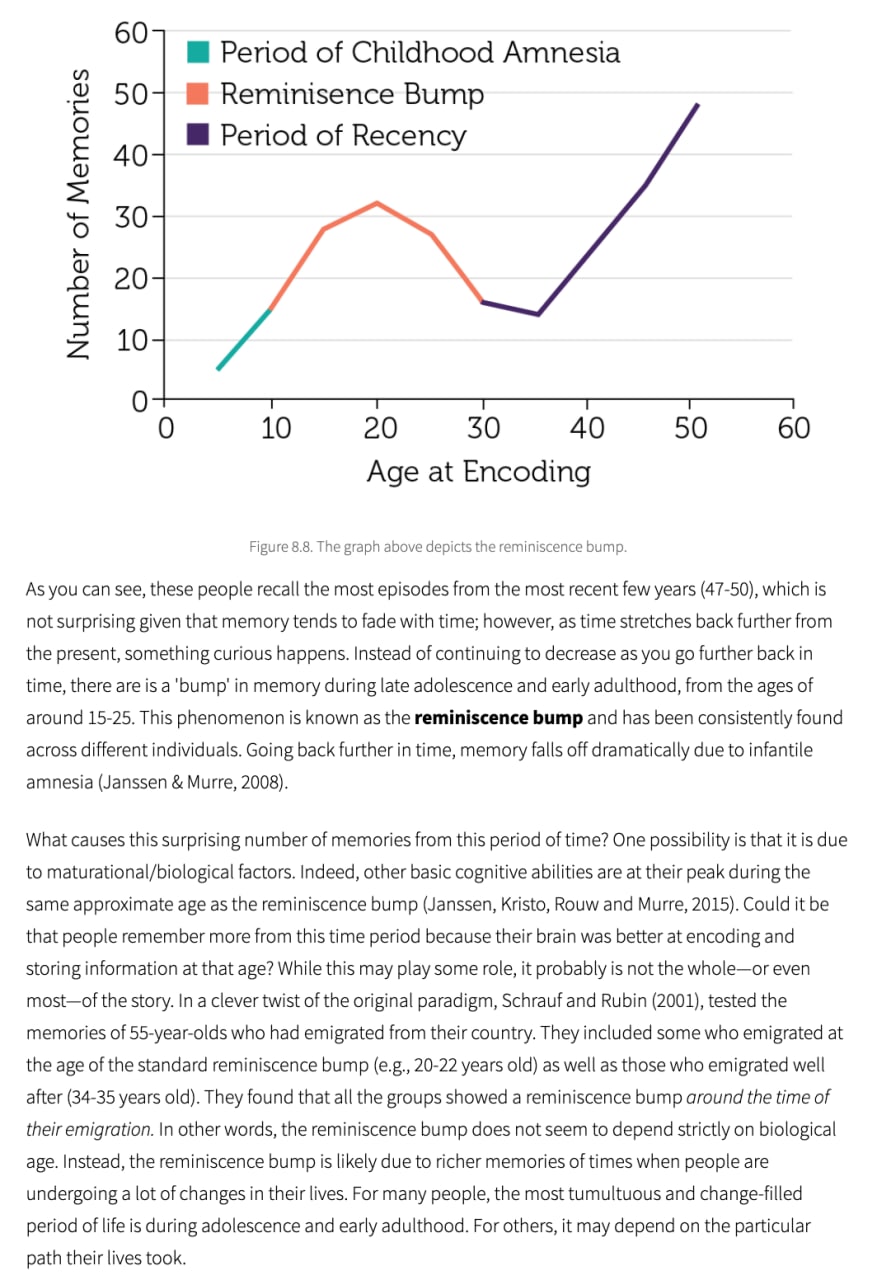 60
Period of Childhood Amnesia
50
Reminisence Bump
Period of Recency
40
30
20
10
0
Number of Memories
0 10 20 30 40 50 60
Age at Encoding
Figure 8.8. The graph above depicts the reminiscence bump.
As you can see, these people recall the most episodes from the most recent few years (47-50), which is
not surprising given that memory tends to fade with time; however, as time stretches back further from
the present, something curious happens. Instead of continuing to decrease as you go further back in
time, there are is a 'bump' in memory during late adolescence and early adulthood, from the ages of
around 15-25. This phenomenon is known as the reminiscence bump and has been consistently found
across different individuals. Going back further in time, memory falls off dramatically due to infantile
amnesia (Janssen & Murre, 2008).
What causes this surprising number of memories from this period of time? One possibility is that it is due
to maturational/biological factors. Indeed, other basic cognitive abilities are at their peak during the
same approximate age as the reminiscence bump (Janssen, Kristo, Rouw and Murre, 2015). Could it be
that people remember more from this time period because their brain was better at encoding and
storing information at that age? While this may play some role, it probably is not the whole—or even
most—of the story. In a clever twist of the original paradigm, Schrauf and Rubin (2001), tested the
memories of 55-year-olds who had emigrated from their country. They included some who emigrated at
the age of the standard reminiscence bump (e.g., 20-22 years old) as well as those who emigrated well
after (34-35 years old). They found that all the groups showed a reminiscence bump around the time of
their emigration. In other words, the reminiscence bump does not seem to depend strictly on biological
age. Instead, the reminiscence bump is likely due to richer memories of times when people are
undergoing a lot of changes in their lives. For many people, the most tumultuous and change-filled
period of life is during adolescence and early adulthood. For others, it may depend on the particular
path their lives took.